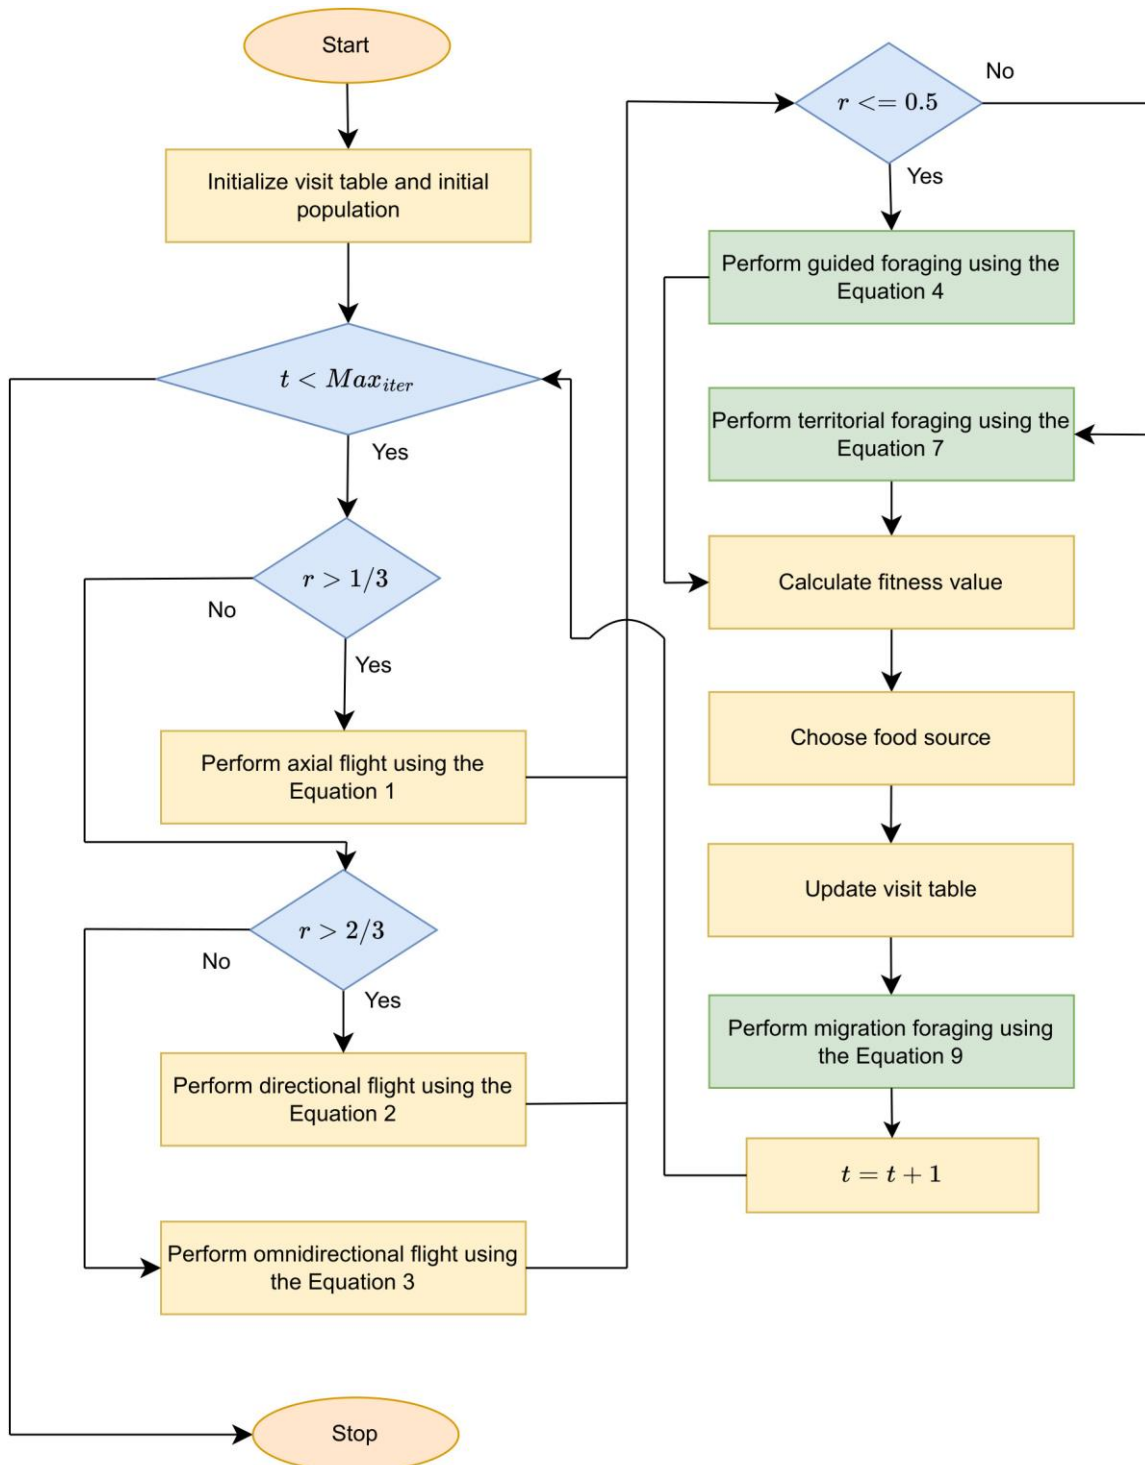 Start
Initialize visit table and initial
population
t < Max_{iter}
Yes
r > 1/3
No
Yes
Perform axial flight using the
Equation 1
r > 2/3
No
Yes
Perform directional flight using the
Equation 2
Perform omnidirectional flight using
the Equation 3
Stop
r <= 0.5
No
Yes
Perform guided foraging using the
Equation 4
Perform territorial foraging using the
Equation 7
Calculate fitness value
Choose food source
Update visit table
Perform migration foraging using
the Equation 9
t = t + 1